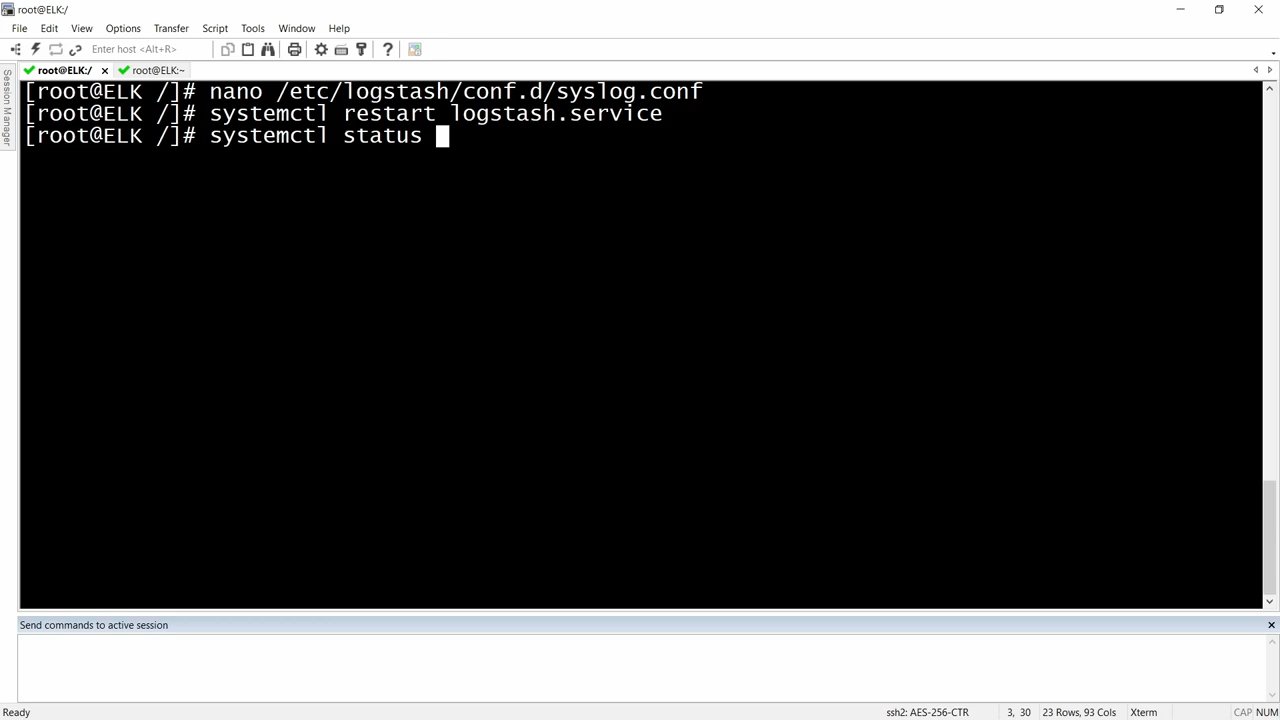 root@ELK:/
File Edit View Options Transfer Script Tools Window Help
Enter host <Alt+R>
root@ELK:/ root@ELK:~
Session Manager
[root@ELK /]# nano /etc/logstash/conf.d/syslog.conf
[root@ELK /]# systemctl restart logstash.service
[root@ELK /]# systemctl status
Send commands to active session
Ready ssh2: AES-256-CTR 3, 30 23 Rows, 93 Cols Xterm CAP NUM